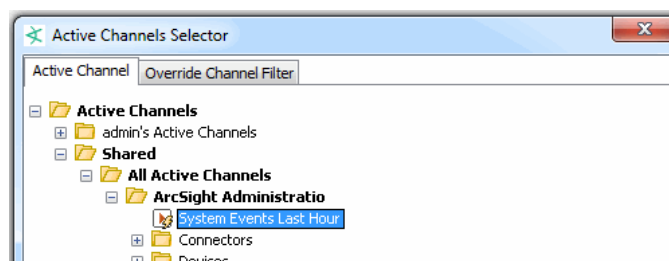 Active Channels Selector
Active Channel Override Channel Filter
Active Channels
admin's Active Channels
Shared
All Active Channels
ArcSight Administratio
System Events Last Hour
Connectors
Devices